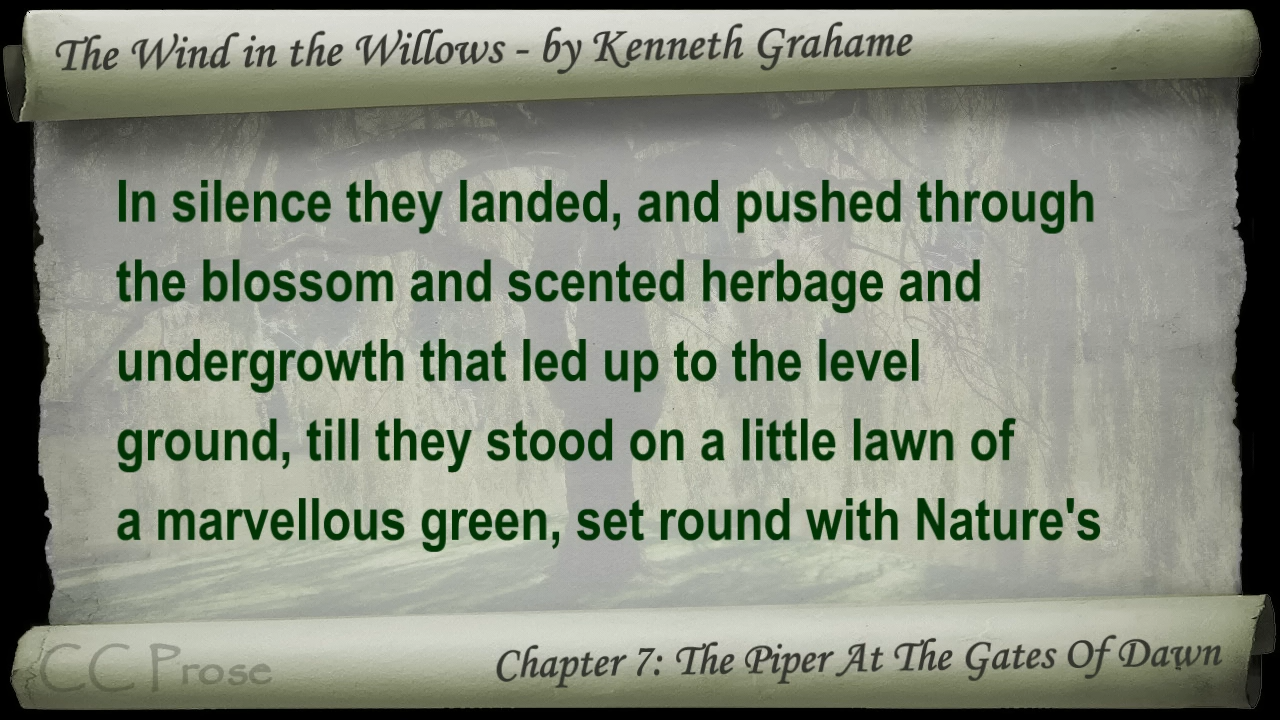 The Wind in the Willows - by Kenneth Grahame
In silence they landed, and pushed through
the blossom and scented herbage and
undergrowth that led up to the level
ground, till they stood on a little lawn of
a marvellous green, set round with Nature's
CC Prose
Chapter 7: The Piper At The Gates Of Dawn